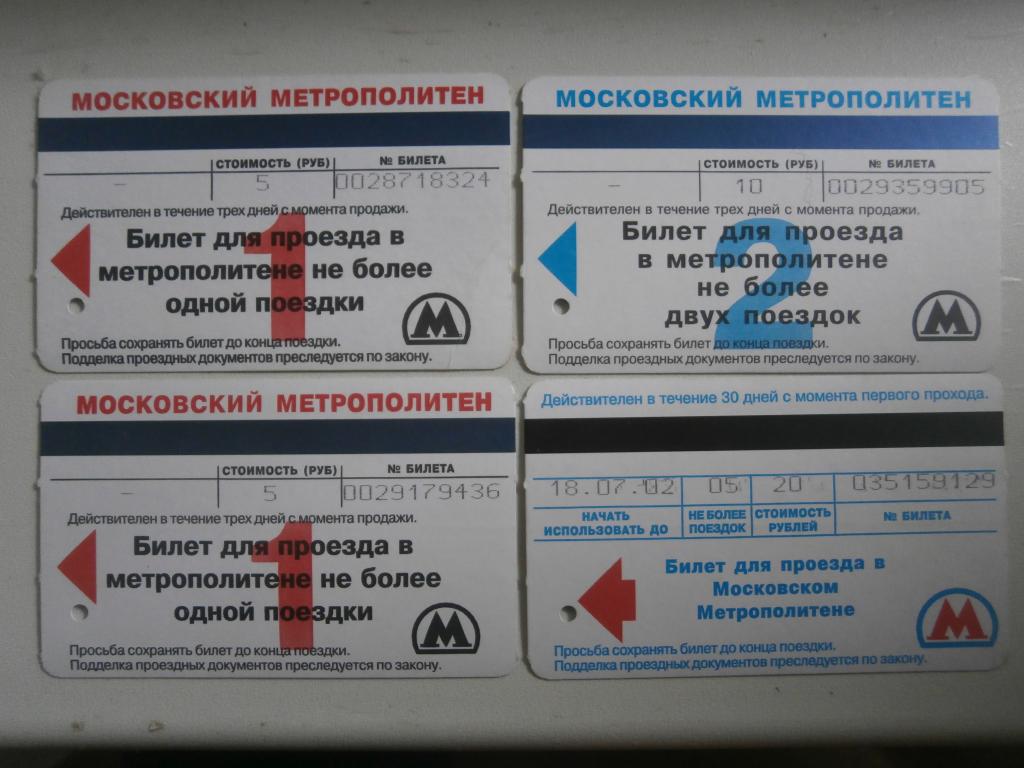 МОСКОВСКИЙ МЕТРОПОЛИТЕН
СТОИМОСТЬ (РУБ) № БИЛЕТА
– 5 0028718324
Действителен в течение трех дней с момента продажи.
1
Билет для проезда в
метрополитене не более
одной поездки
М
Просьба сохранять билет до конца поездки.
Подделка проездных документов преследуется по закону.
МОСКОВСКИЙ МЕТРОПОЛИТЕН
СТОИМОСТЬ (РУБ) № БИЛЕТА
– 10 0029359905
Действителен в течение трех дней с момента продажи.
2
Билет для проезда
в метрополитене
не более
двух поездок
М
Просьба сохранять билет до конца поездки.
Подделка проездных документов преследуется по закону.
МОСКОВСКИЙ МЕТРОПОЛИТЕН
СТОИМОСТЬ (РУБ) № БИЛЕТА
– 5 0029179436
Действителен в течение трех дней с момента продажи.
1
Билет для проезда в
метрополитене не более
одной поездки
М
Просьба сохранять билет до конца поездки.
Подделка проездных документов преследуется по закону.
Действителен в течение 30 дней с момента первого прохода.
18.07.02 05 20 035159129
НАЧАТЬ ИСПОЛЬЗОВАТЬ ДО НЕ БОЛЕЕ ПОЕЗДОК СТОИМОСТЬ РУБЛЕЙ № БИЛЕТА
Билет для проезда в
Московском
Метрополитене
М
Просьба сохранять билет до конца поездки.
Подделка проездных документов преследуется по закону.